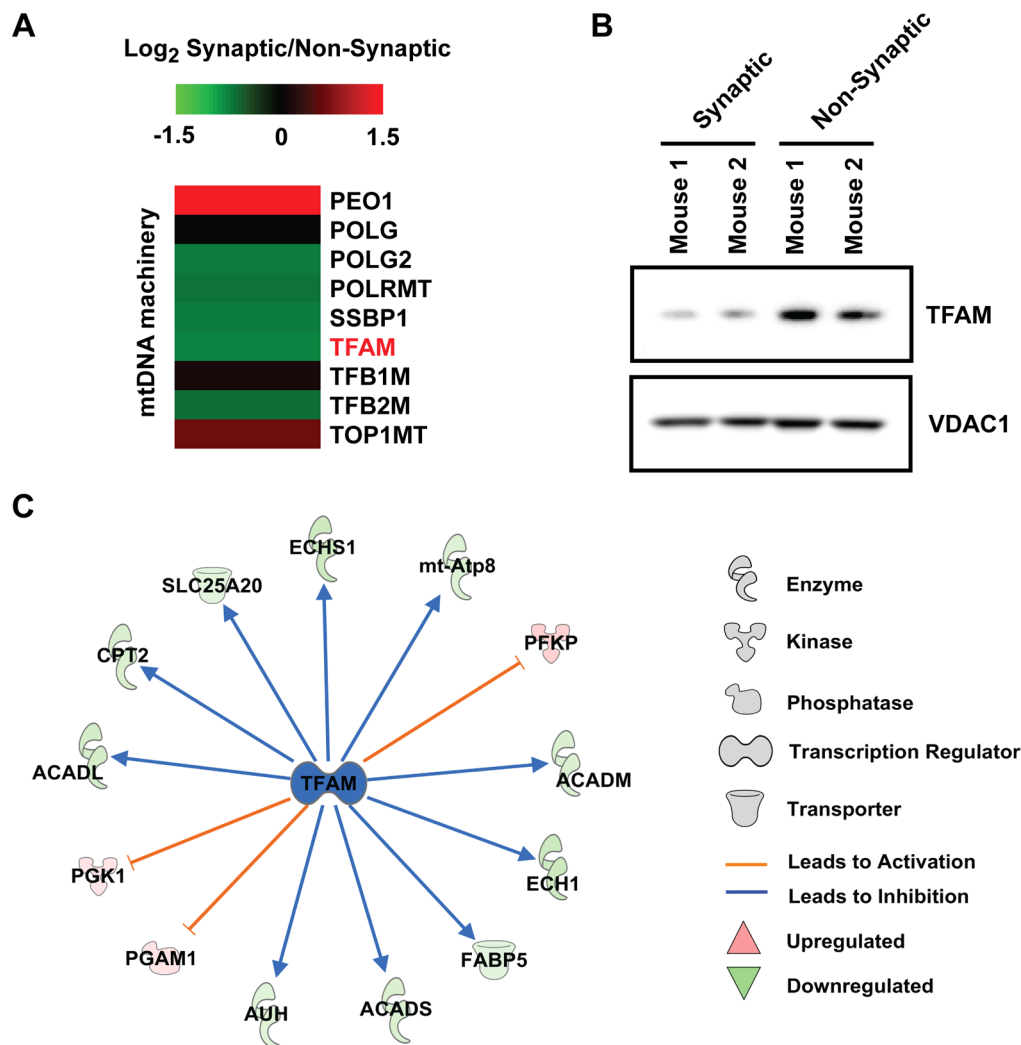 A
Log2 Synaptic/Non-Synaptic
-1.5 0 1.5
mtDNA machinery
PEO1
POLG
POLG2
POLRMT
SSBP1
TFAM
TFB1M
TFB2M
TOP1MT
B
Synaptic
Non-Synaptic
Mouse 1
Mouse 2
Mouse 1
Mouse 2
TFAM
VDAC1
C
ECHS1
mt-Atp8
SLC25A20
PFKP
CPT2
ACADL
TFAM
ACADM
PGK1
ECH1
PGAM1
FABP5
AUH
ACADS
Enzyme
Kinase
Phosphatase
Transcription Regulator
Transporter
Leads to Activation
Leads to Inhibition
Upregulated
Downregulated